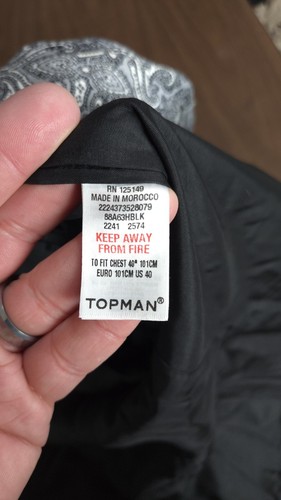 RN 125149
MADE IN MOROCCO
2224373528079
88A63HBLK
2241 2574
KEEP AWAY
FROM FIRE
TO FIT CHEST 40" 101CM
EURO 101CM US 40
TOPMAN®